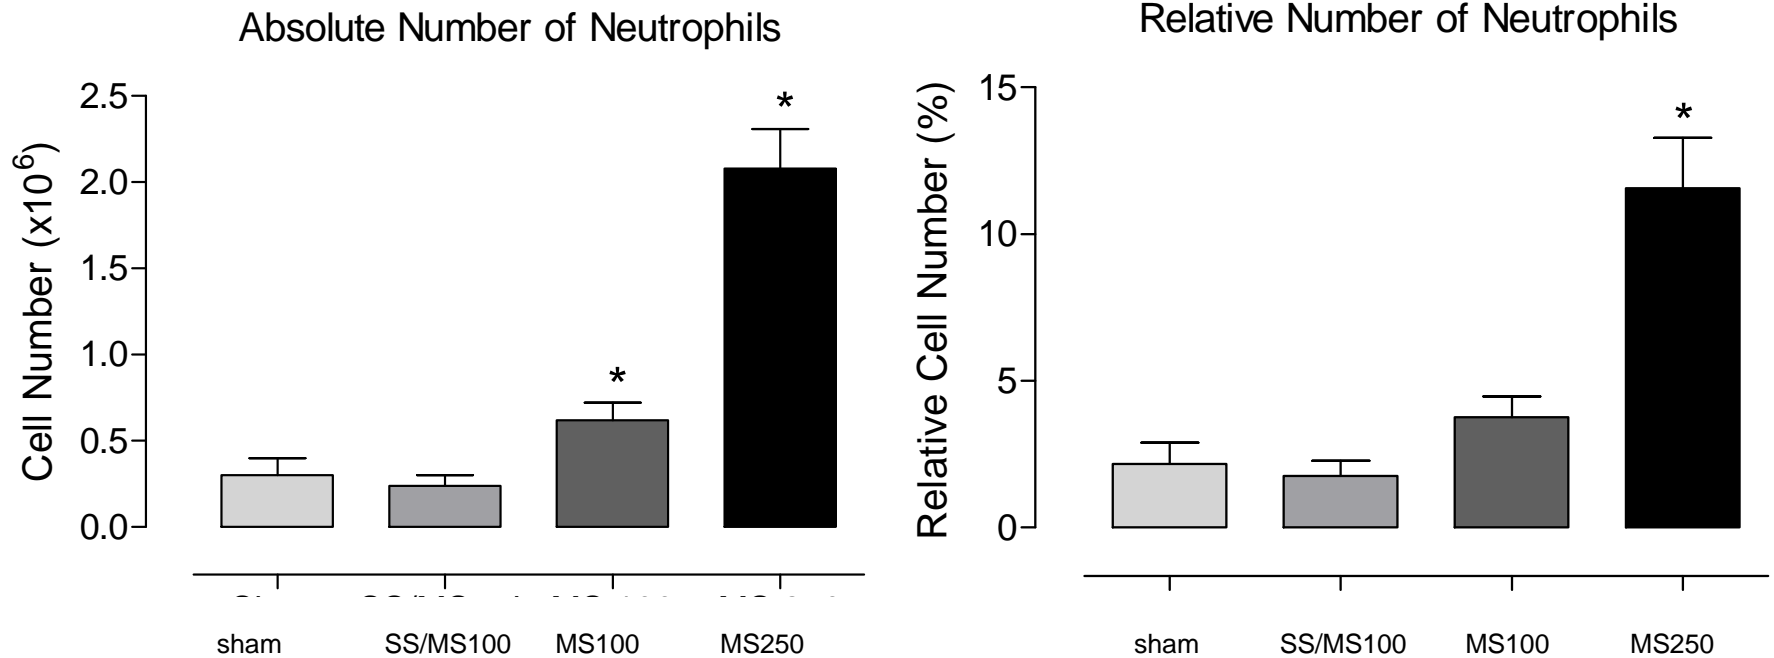 Absolute Number of Neutrophils
Cell Number (x10⁶)
2.5
2.0
1.5
1.0
0.5
0.0
*
*
sham SS/MS100 MS100 MS250
Relative Number of Neutrophils
Relative Cell Number (%)
15
10
5
0
*
sham SS/MS100 MS100 MS250